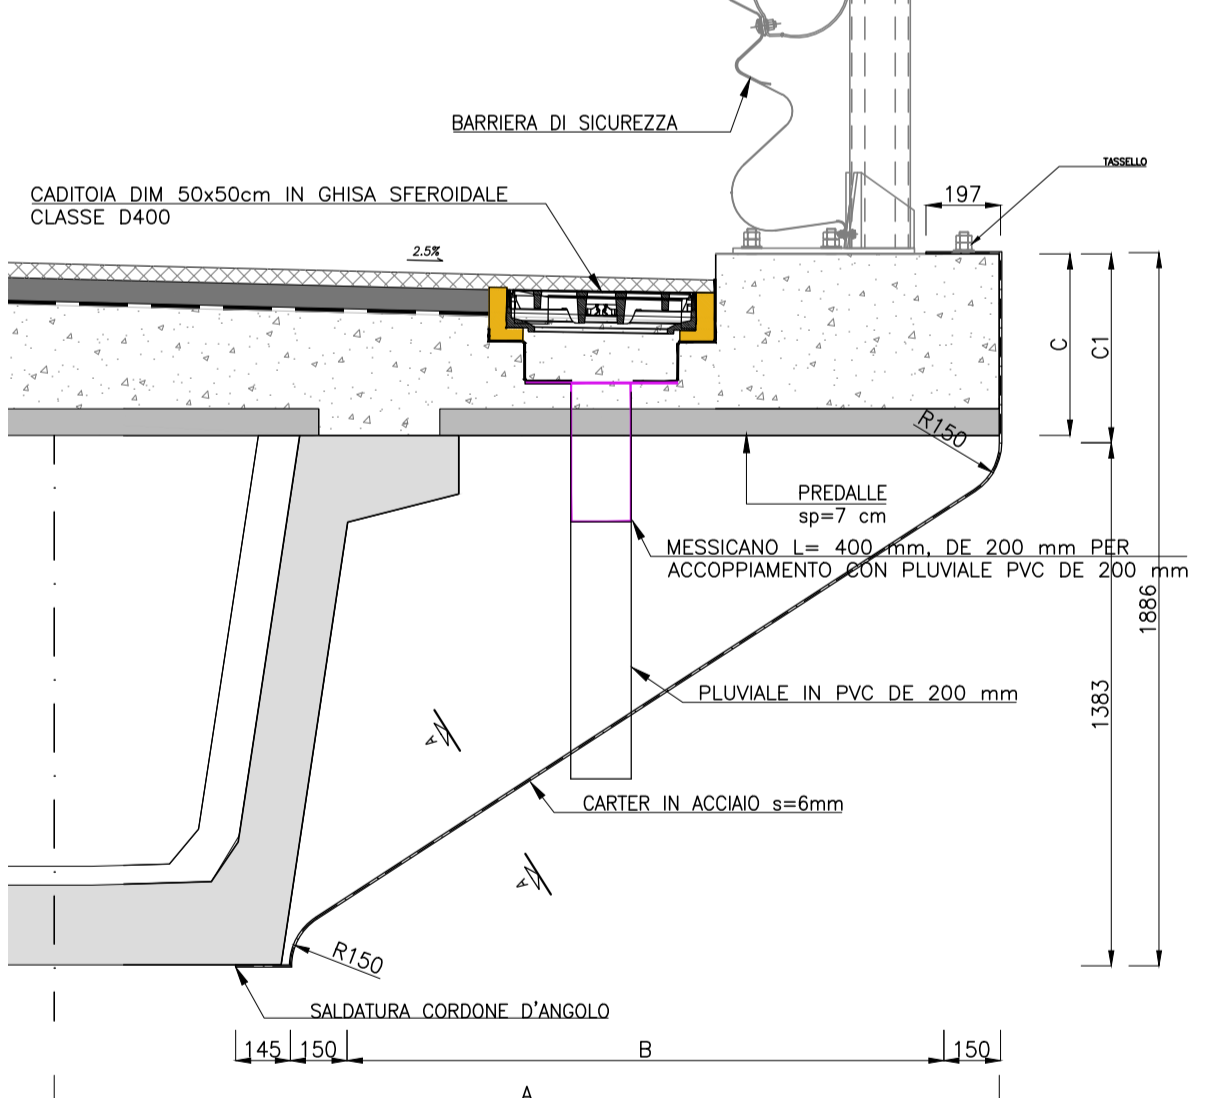 BARRIERA DI SICUREZZA
TASSELLO
CADITOIA DIM 50x50cm IN GHISA SFEROIDALE
CLASSE D400
197
2.5%
C
C1
R150
PREDALLE
sp=7 cm
MESSICANO L= 400 mm, DE 200 mm PER
ACCOPPIAMENTO CON PLUVIALE PVC DE 200 mm
1886
1383
PLUVIALE IN PVC DE 200 mm
A
CARTER IN ACCIAIO s=6mm
A
R150
SALDATURA CORDONE D'ANGOLO
145
150
B
150
A